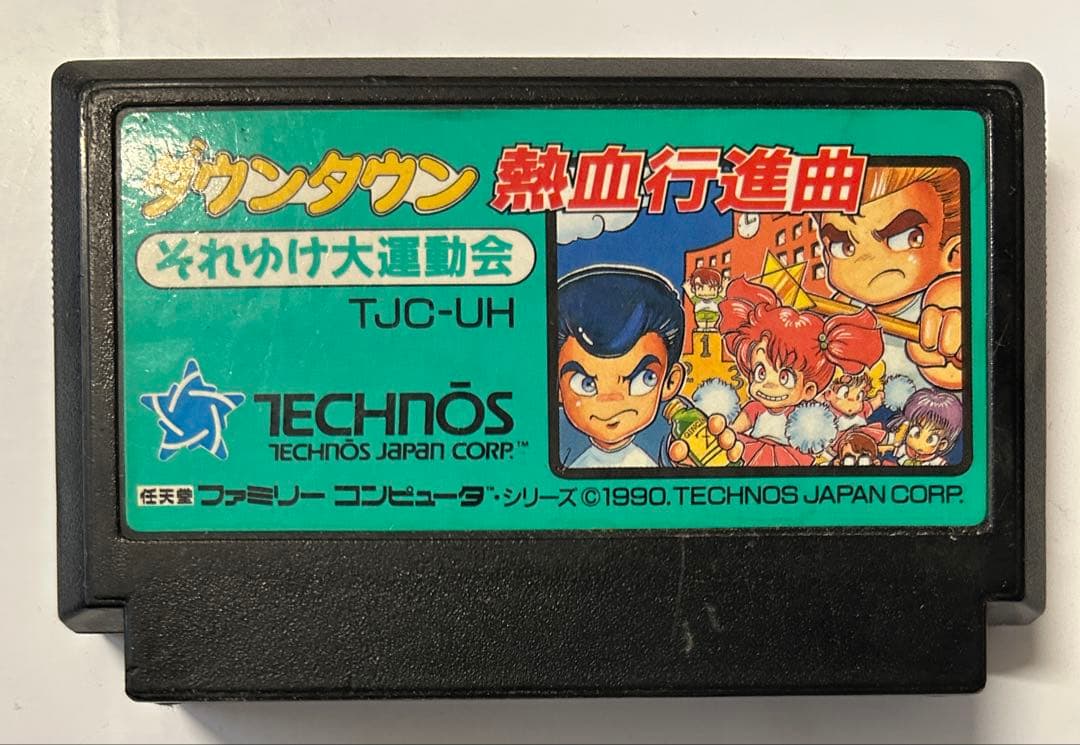 ダウンタウン 熱血行進曲
それゆけ大運動会
TJC-UH
TECHNŌS
TECHNŌS JAPAN CORP.™
任天堂 ファミリー コンピュータ™・シリーズ ©1990. TECHNOS JAPAN CORP.
1
3